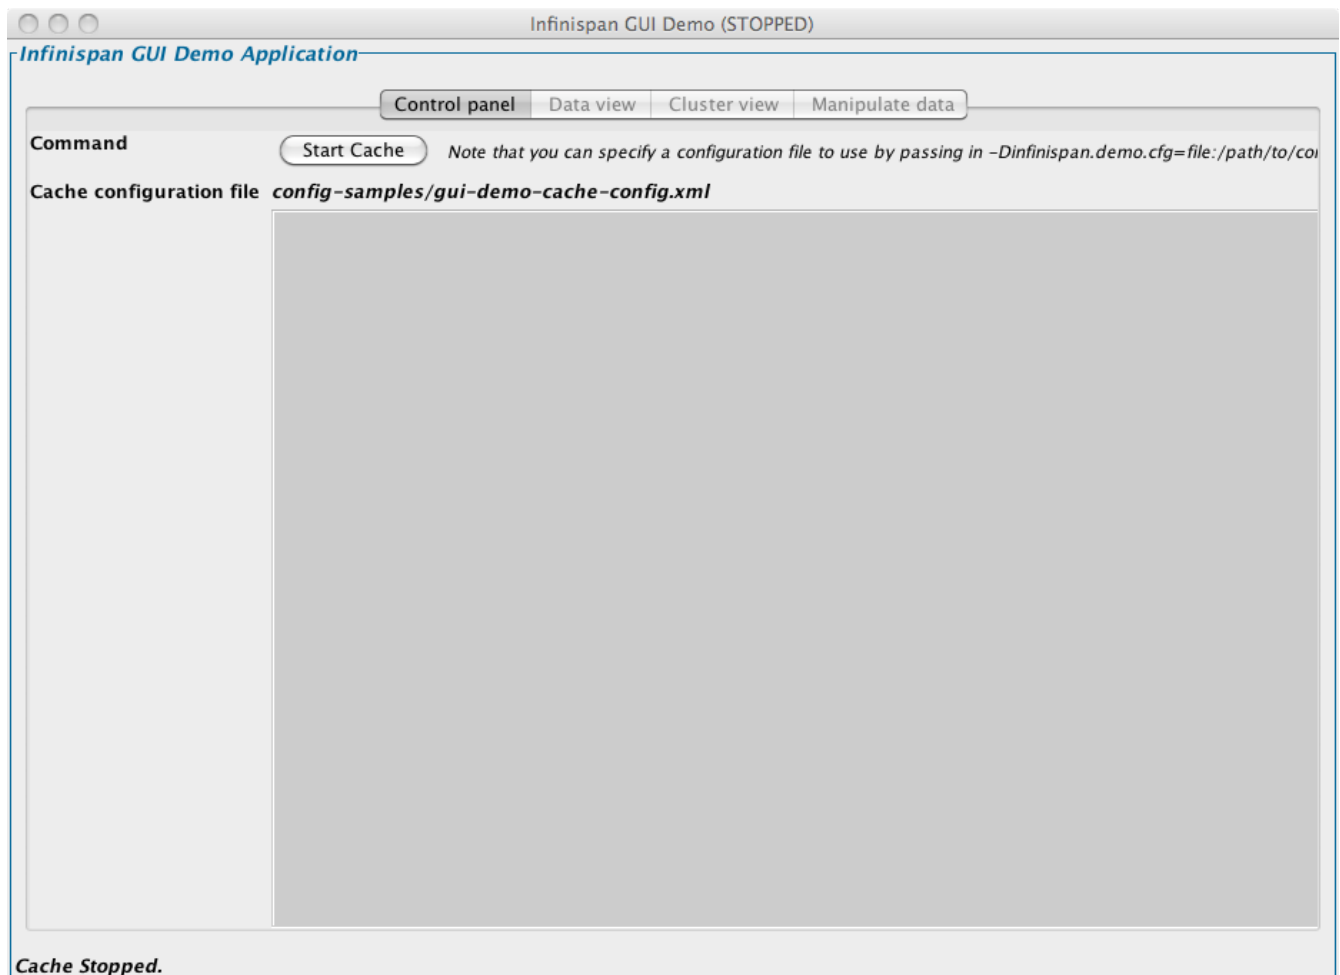 Infinispan GUI Demo (STOPPED)
Infinispan GUI Demo Application
Control panel Data view Cluster view Manipulate data
Command Start Cache Note that you can specify a configuration file to use by passing in -Dinfinispan.demo.cfg=file:/path/to/co
Cache configuration file config-samples/gui-demo-cache-config.xml
Cache Stopped.